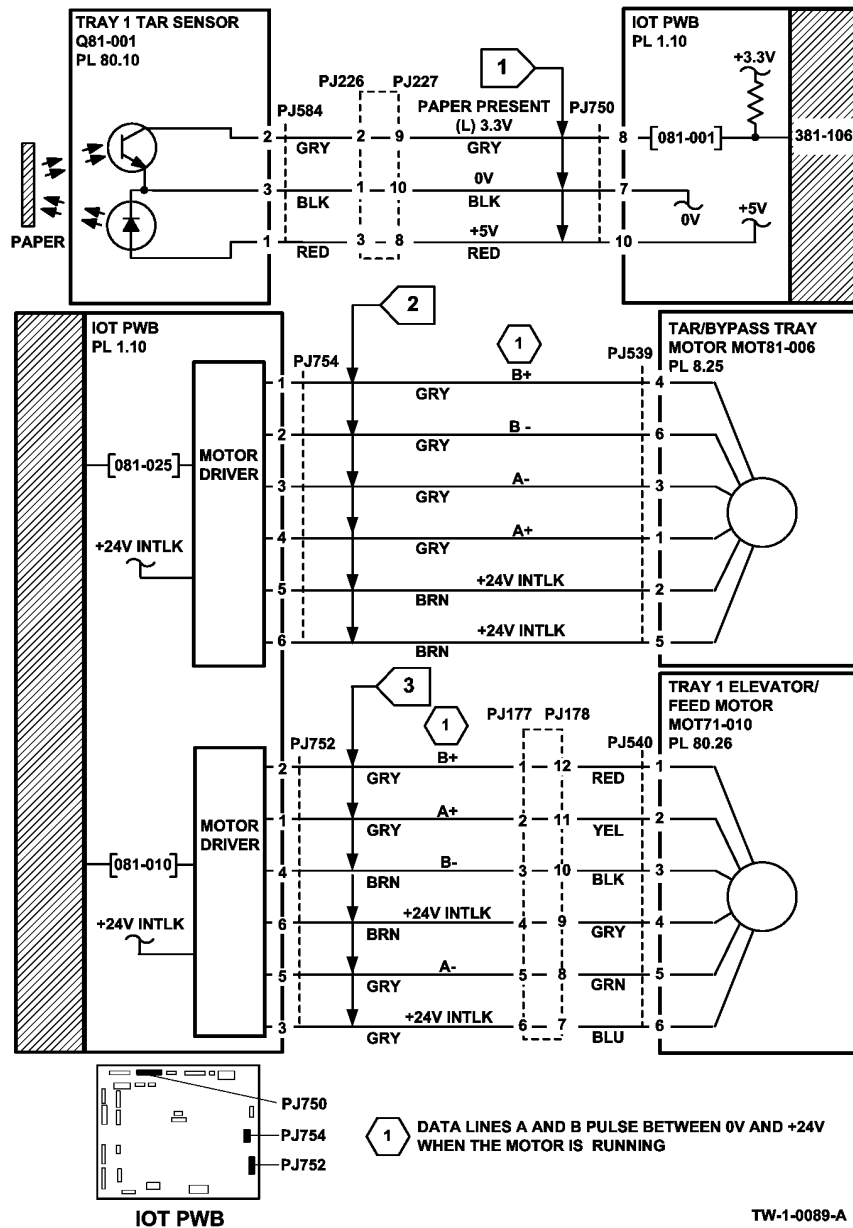 TRAY 1 TAR SENSOR
Q81-001
PL 80.10
IOT PWB
PL 1.10
+3.3V
1
PJ226 PJ227
PJ584
PAPER PRESENT
(L) 3.3V
PJ750
2 2 9 8
GRY GRY
[081-001]
381-106
3 1 10 7
0V
BLK BLK
0V
+5V
PAPER
1 3 8 10
+5V
RED RED
IOT PWB
PL 1.10
2
TAR/BYPASS TRAY
MOTOR MOT81-006
PL 8.25
PJ754
1
PJ539
1 B+ 4
GRY
2 B - 6
GRY
[081-025]
MOTOR
DRIVER
3 A- 3
GRY
+24V INTLK
4 A+ 1
GRY
5 +24V INTLK 2
BRN
6 +24V INTLK 5
BRN
3
TRAY 1 ELEVATOR/
FEED MOTOR
MOT71-010
PL 80.26
1
PJ177 PJ178
PJ752
PJ540
2 B+ 1 12 1
GRY RED
1 A+ 2 11 2
GRY YEL
MOTOR
DRIVER
[081-010]
4 B- 3 10 3
BRN BLK
+24V INTLK
6 +24V INTLK 4 9 4
BRN GRY
5 A- 5 8 5
GRY GRN
3 +24V INTLK 6 7 6
GRY BLU
PJ750
PJ754
PJ752
IOT PWB
1 DATA LINES A AND B PULSE BETWEEN 0V AND +24V
WHEN THE MOTOR IS RUNNING
TW-1-0089-A